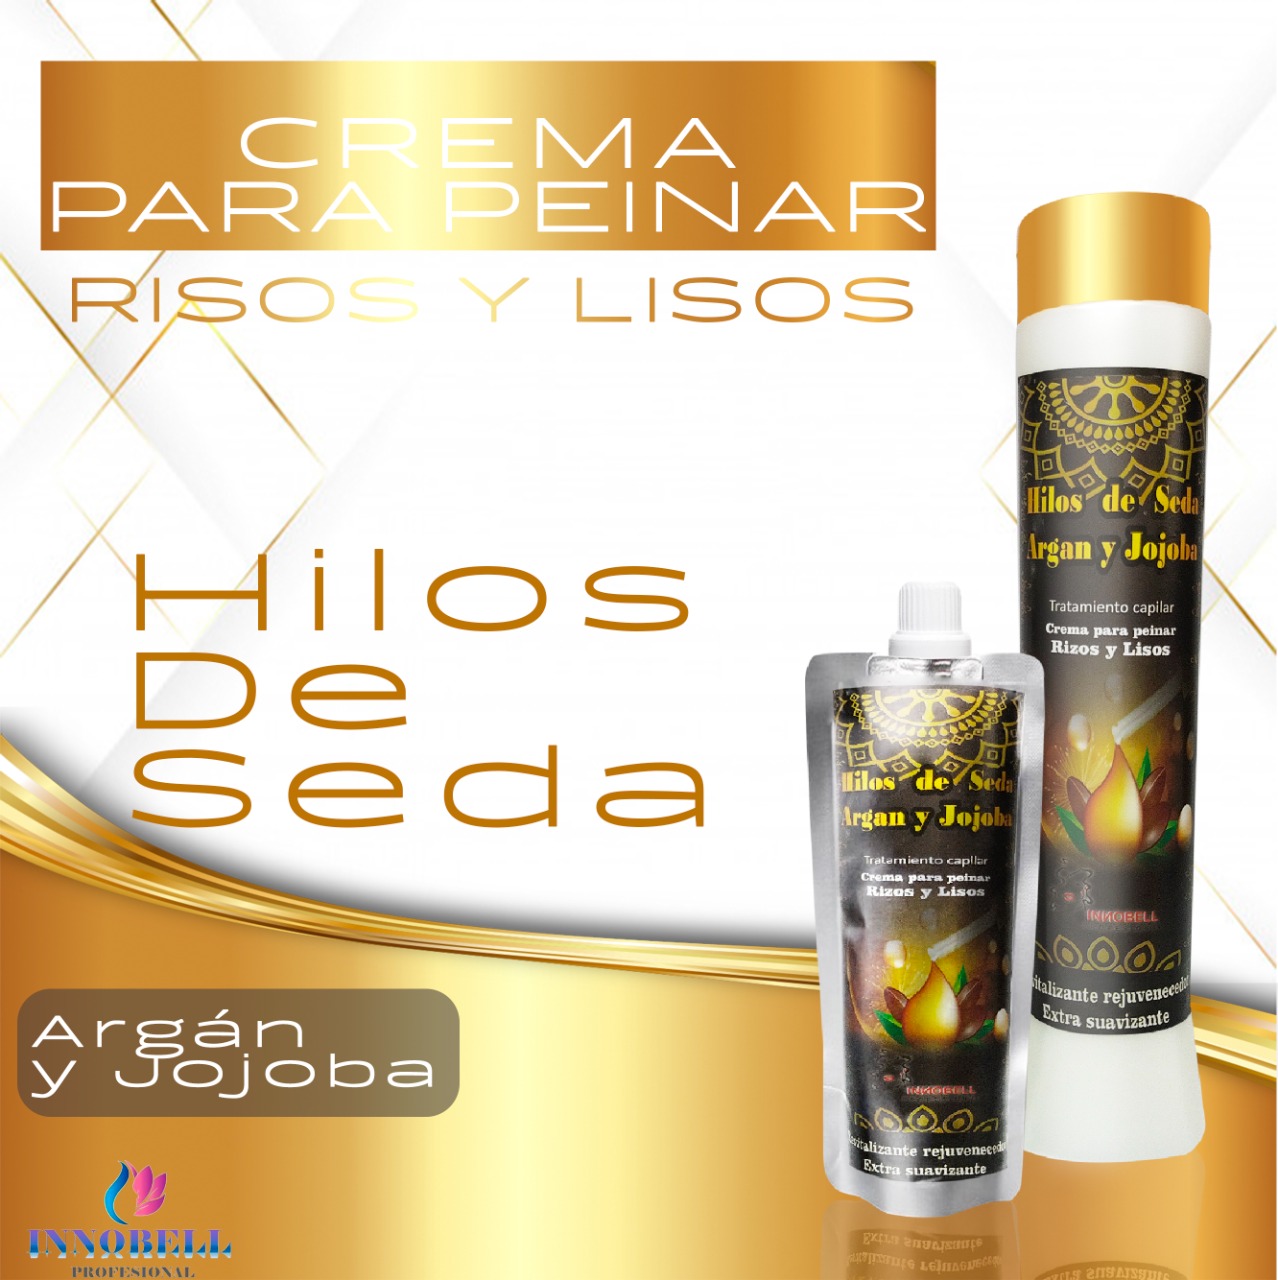 CREMA
PARA PEINAR
RISOS Y LISOS
Hilos
De
Seda
Argán
y Jojoba
INNOBELL
PROFESIONAL
Hilos de Seda
Argan y Jojoba
Tratamiento capilar
Crema para peinar
Rizos y Lisos
INNOBELL
rejuvenecedor
Extra suavizante
Hilos de Seda
Argan y Jojoba
Tratamiento capilar
Crema para peinar
Rizos y Lisos
INNOBELL
rejuvenecedor
Extra suavizante